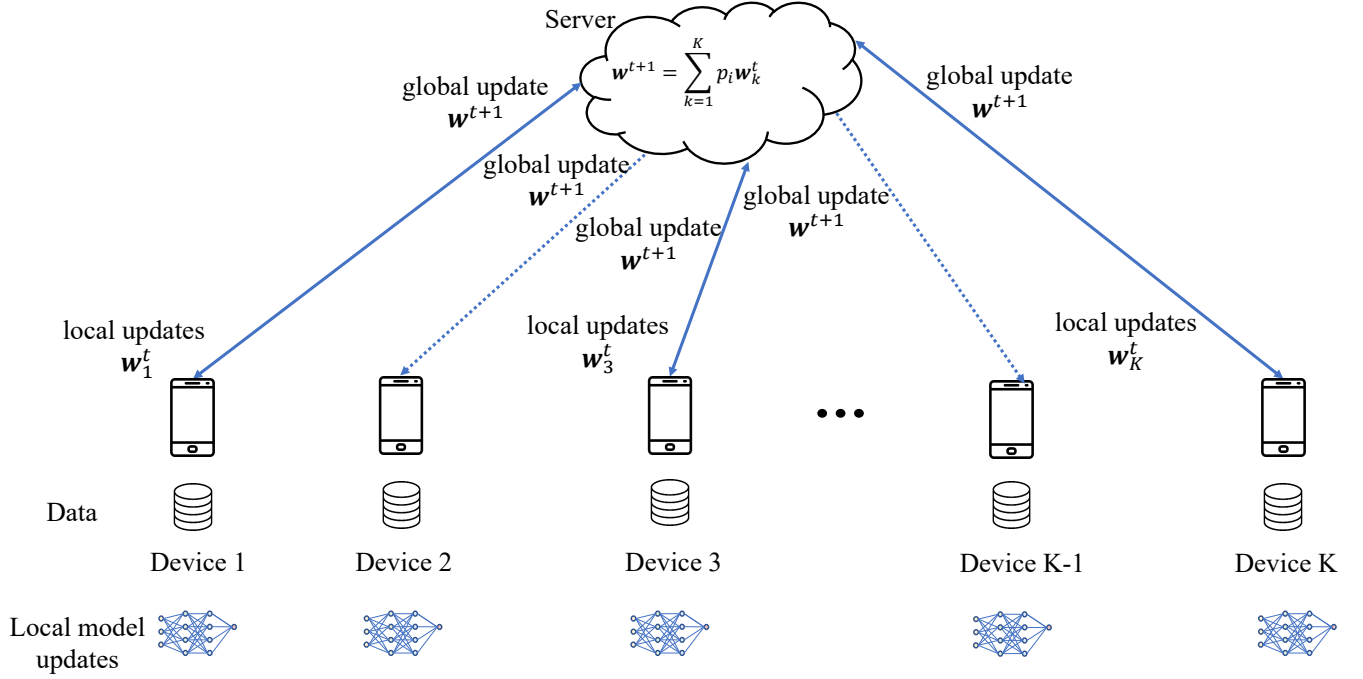 Server
K
𝒘^{t+1} = ∑ p_i 𝒘_k^t
k=1
global update
𝒘^{t+1}
global update
𝒘^{t+1}
global update
𝒘^{t+1}
global update
𝒘^{t+1}
global update
𝒘^{t+1}
local updates
𝒘_1^t
local updates
𝒘_3^t
local updates
𝒘_K^t
•••
Data
Device 1
Device 2
Device 3
Device K-1
Device K
Local model
updates